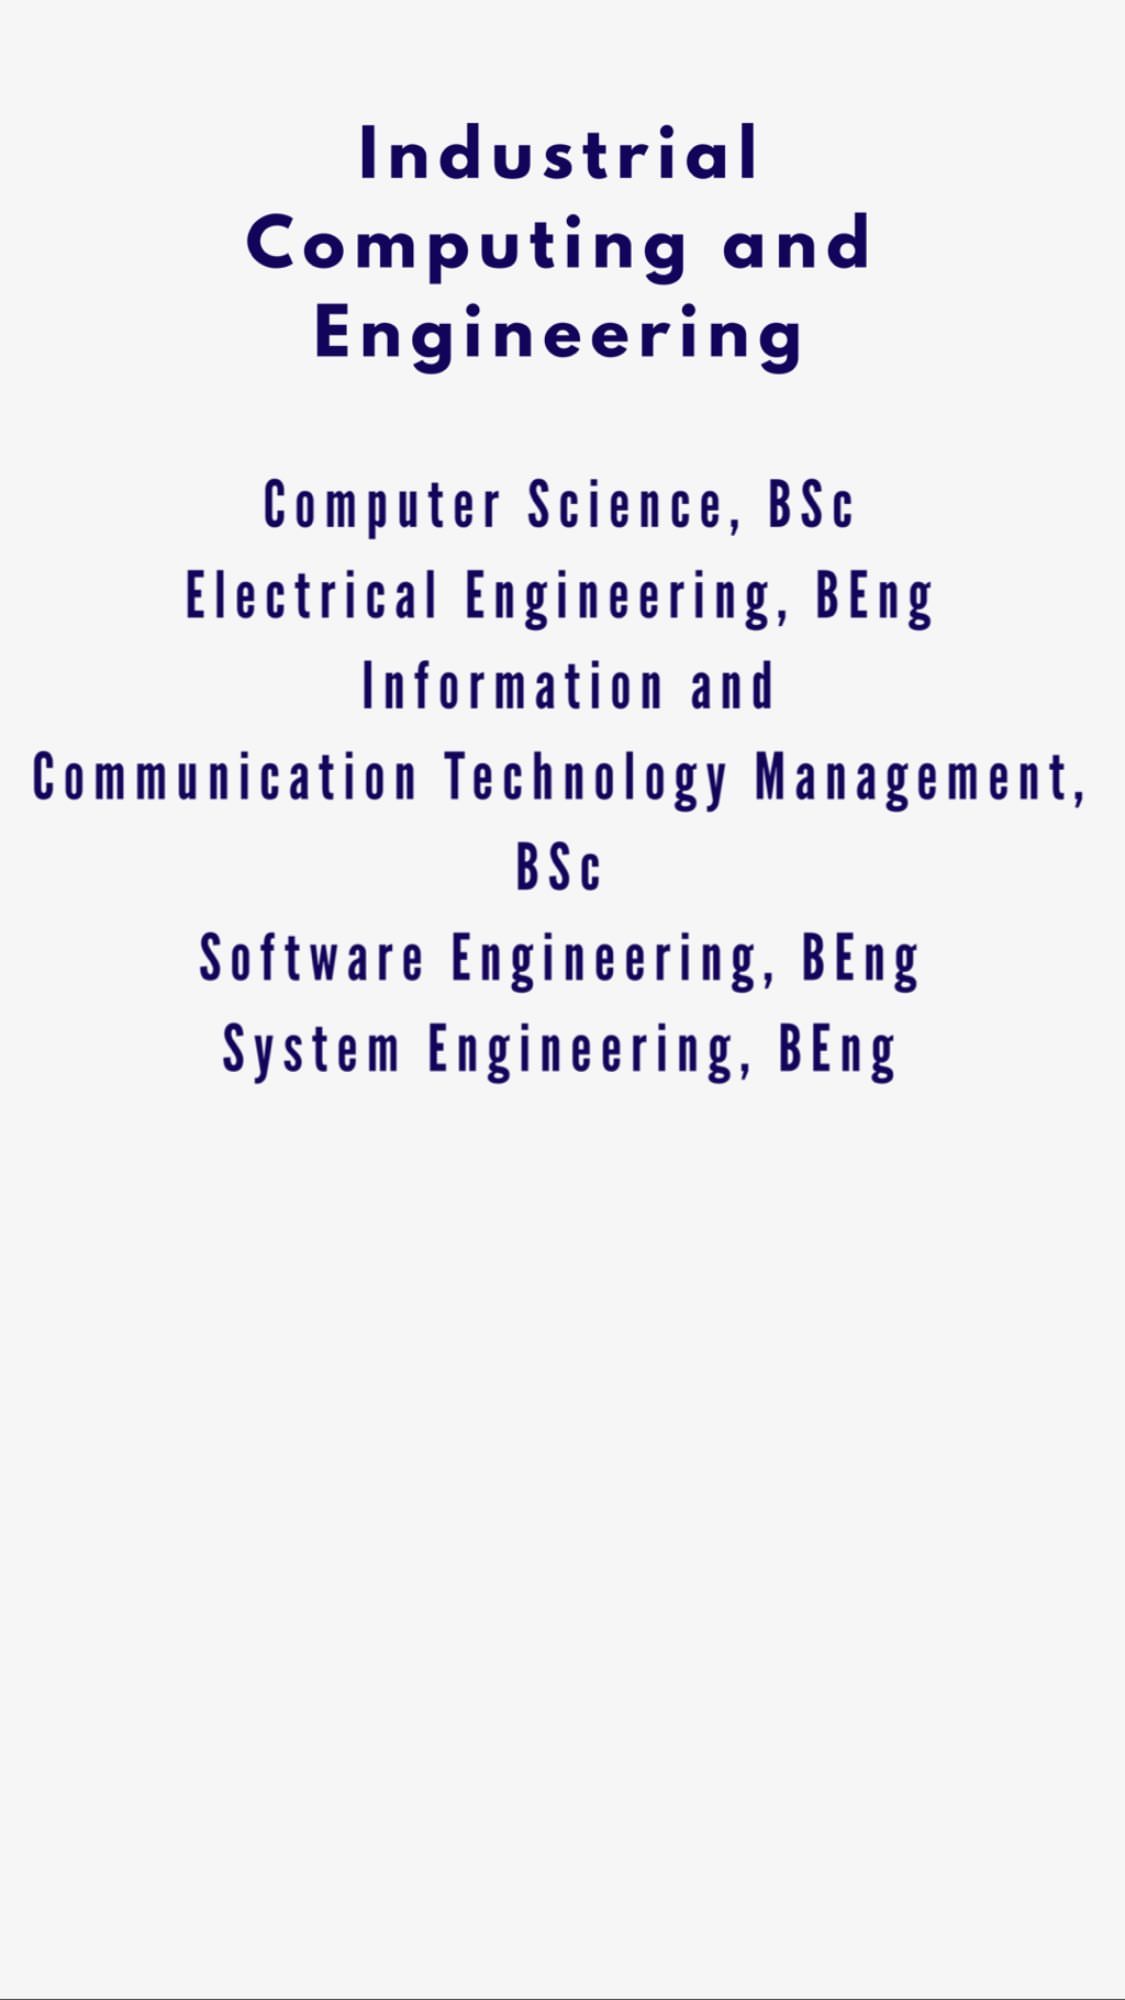 Industrial
Computing and
Engineering
Computer Science, BSc
Electrical Engineering, BEng
Information and
Communication Technology Management,
BSc
Software Engineering, BEng
System Engineering, BEng